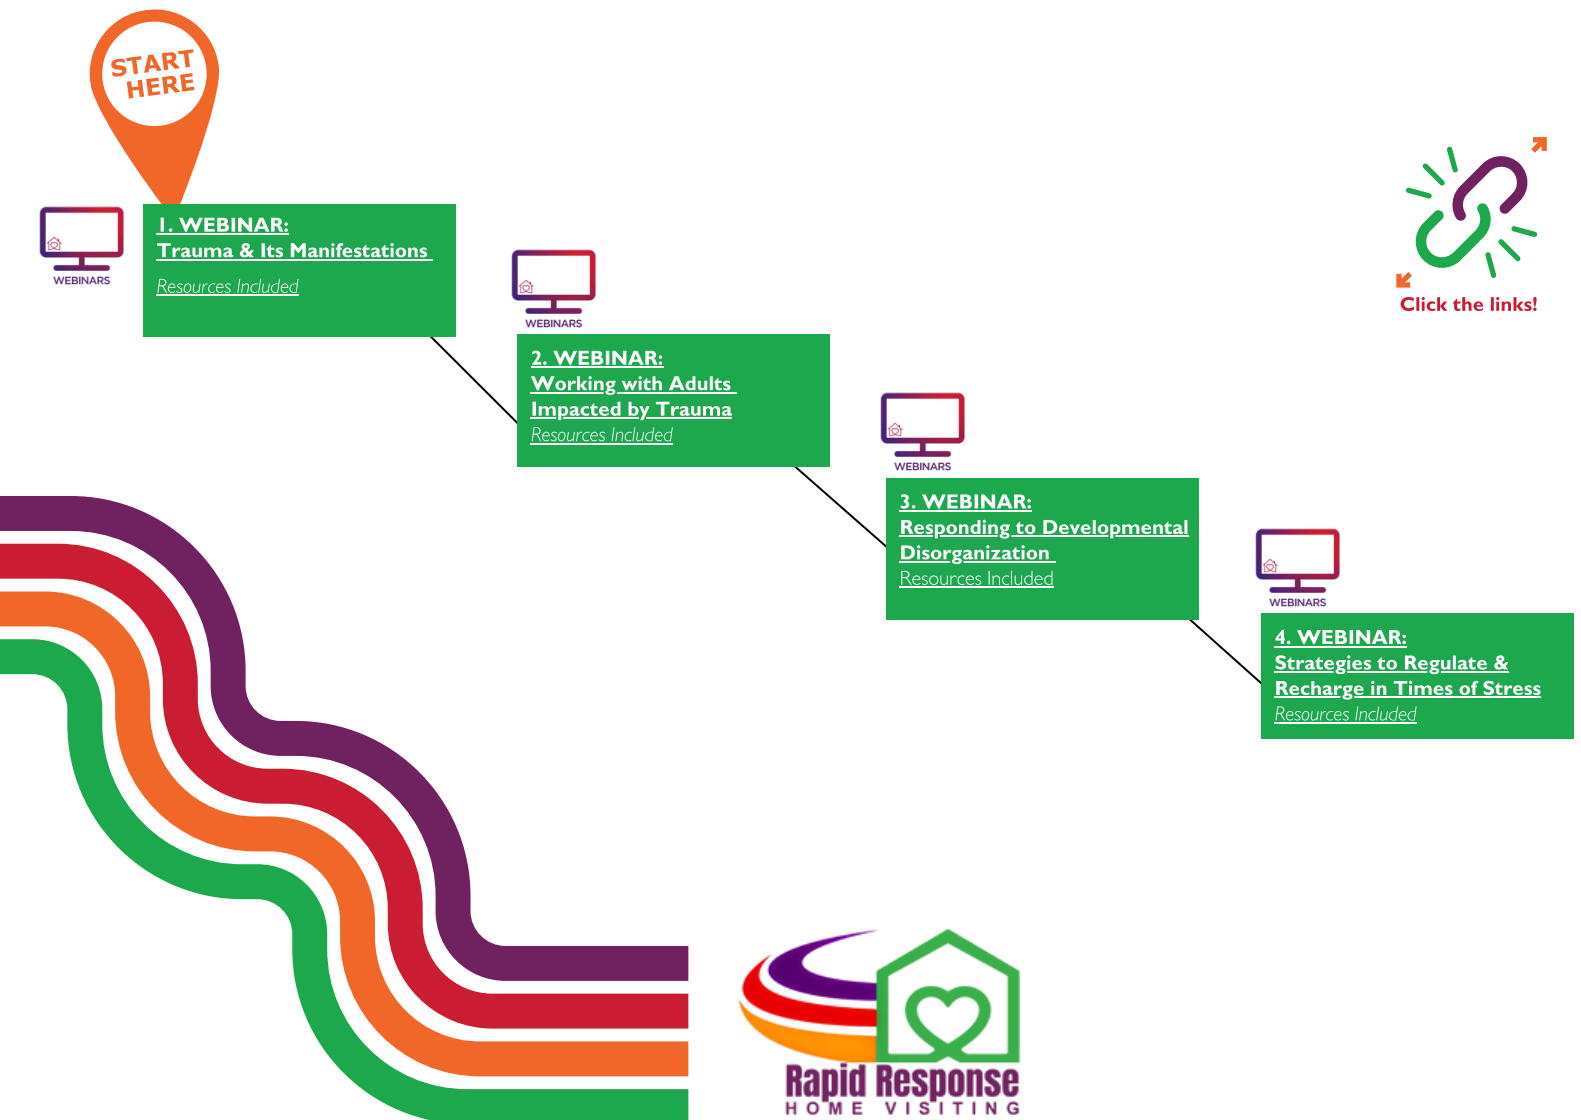 START
HERE
1. WEBINAR:
Trauma & Its Manifestations
Resources Included
WEBINARS
WEBINARS
2. WEBINAR:
Working with Adults
Impacted by Trauma
Resources Included
WEBINARS
3. WEBINAR:
Responding to Developmental
Disorganization
Resources Included
WEBINARS
4. WEBINAR:
Strategies to Regulate &
Recharge in Times of Stress
Resources Included
Click the links!
Rapid Response
HOME VISITING